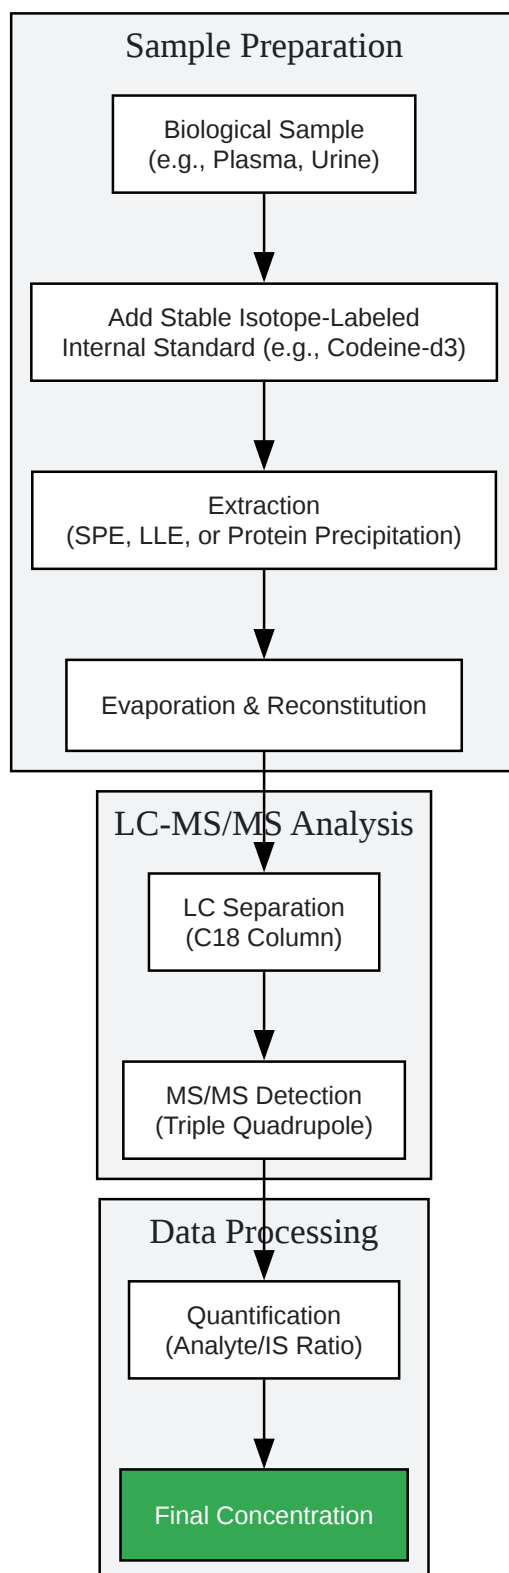 Sample Preparation
Biological Sample
(e.g., Plasma, Urine)
Add Stable Isotope-Labeled
Internal Standard (e.g., Codeine-d3)
Extraction
(SPE, LLE, or Protein Precipitation)
Evaporation & Reconstitution
LC-MS/MS Analysis
LC Separation
(C18 Column)
MS/MS Detection
(Triple Quadrupole)
Data Processing
Quantification
(Analyte/IS Ratio)
Final Concentration